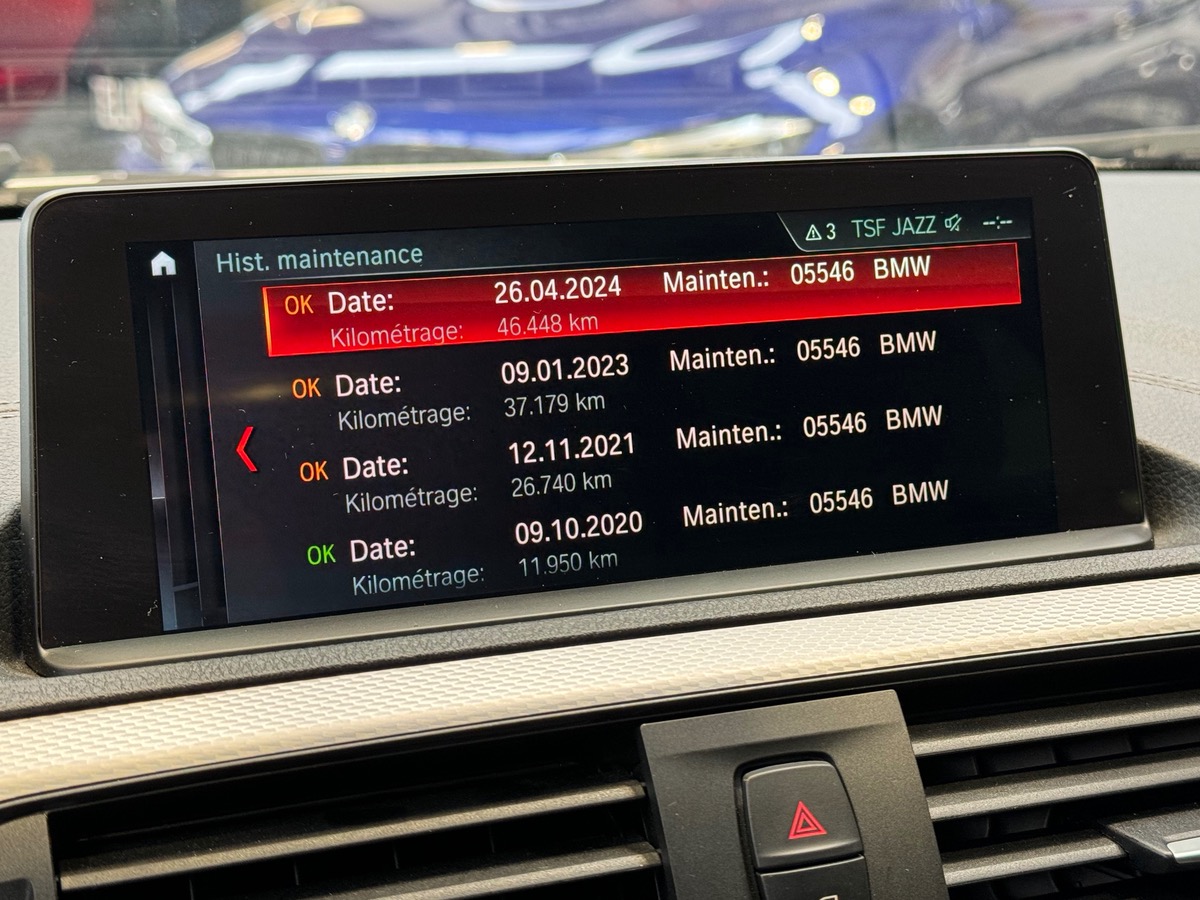 3 TSF JAZZ --:--
Hist. maintenance
OK Date: 26.04.2024 Mainten.: 05546 BMW
Kilométrage: 46.448 km
OK Date: 09.01.2023 Mainten.: 05546 BMW
Kilométrage: 37.179 km
OK Date: 12.11.2021 Mainten.: 05546 BMW
Kilométrage: 26.740 km
OK Date: 09.10.2020 Mainten.: 05546 BMW
Kilométrage: 11.950 km